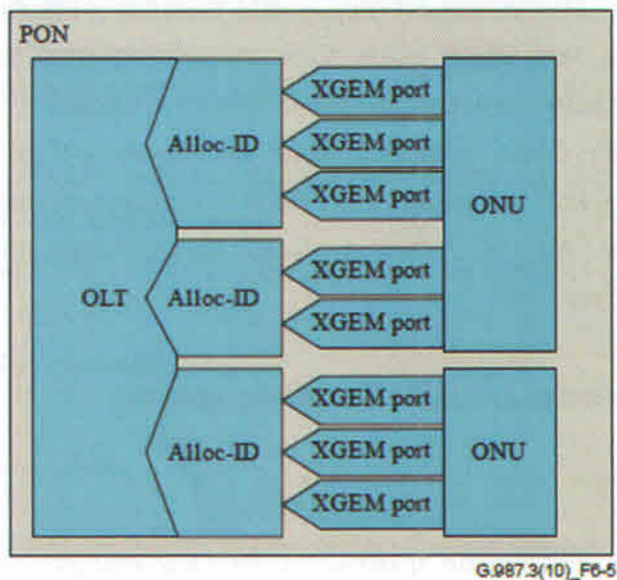 PON
XGEM port
Alloc-ID
XGEM port
XGEM port
ONU
OLT
Alloc-ID
XGEM port
XGEM port
Alloc-ID
XGEM port
XGEM port
XGEM port
ONU
G.987.3(10)_F6-5